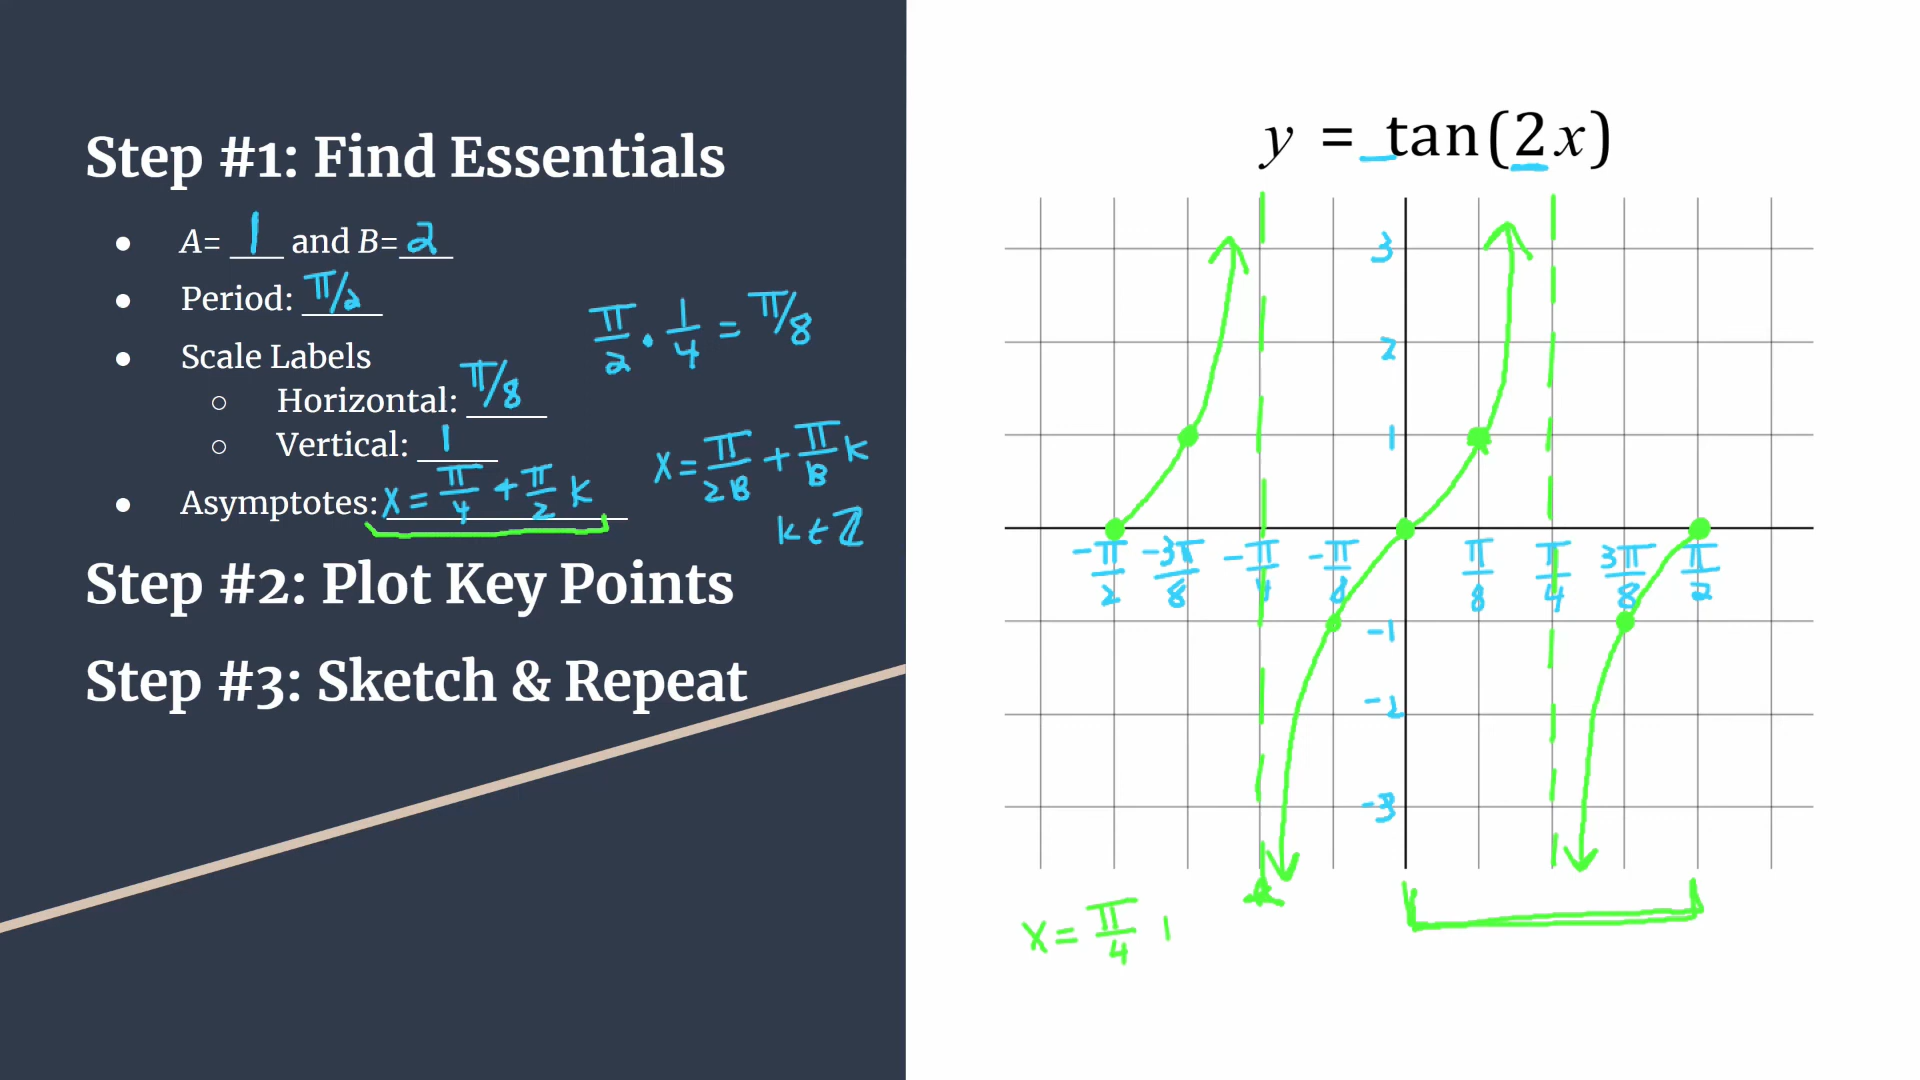 Step #1: Find Essentials
● A= 1 and B= 2
● Period: π/2
π/2 · 1/4 = π/8
● Scale Labels
○ Horizontal: π/8
○ Vertical: 1
x = π/2B + π/B k
● Asymptotes: x = π/4 + π/2 k
k ∈ ℤ
Step #2: Plot Key Points
Step #3: Sketch & Repeat
y = tan(2x)
3
2
1
-π/2 -3π/8 -π/4 -π/8 π/8 π/4 3π/8 π/2
-1
-2
-3
x = π/4 ,